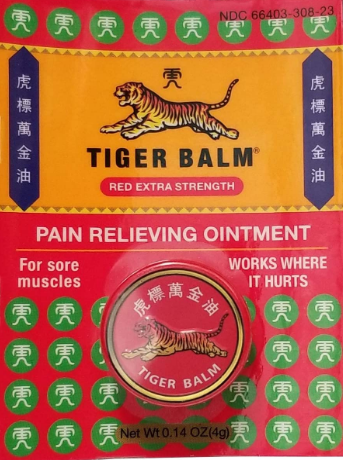 NDC 66403-308-23
虎標萬金油
虎標萬金油
TIGER BALM®
RED EXTRA STRENGTH
PAIN RELIEVING OINTMENT
For sore
muscles
WORKS WHERE
IT HURTS
虎標萬金油
TIGER BALM
Net Wt 0.14 OZ(4g)